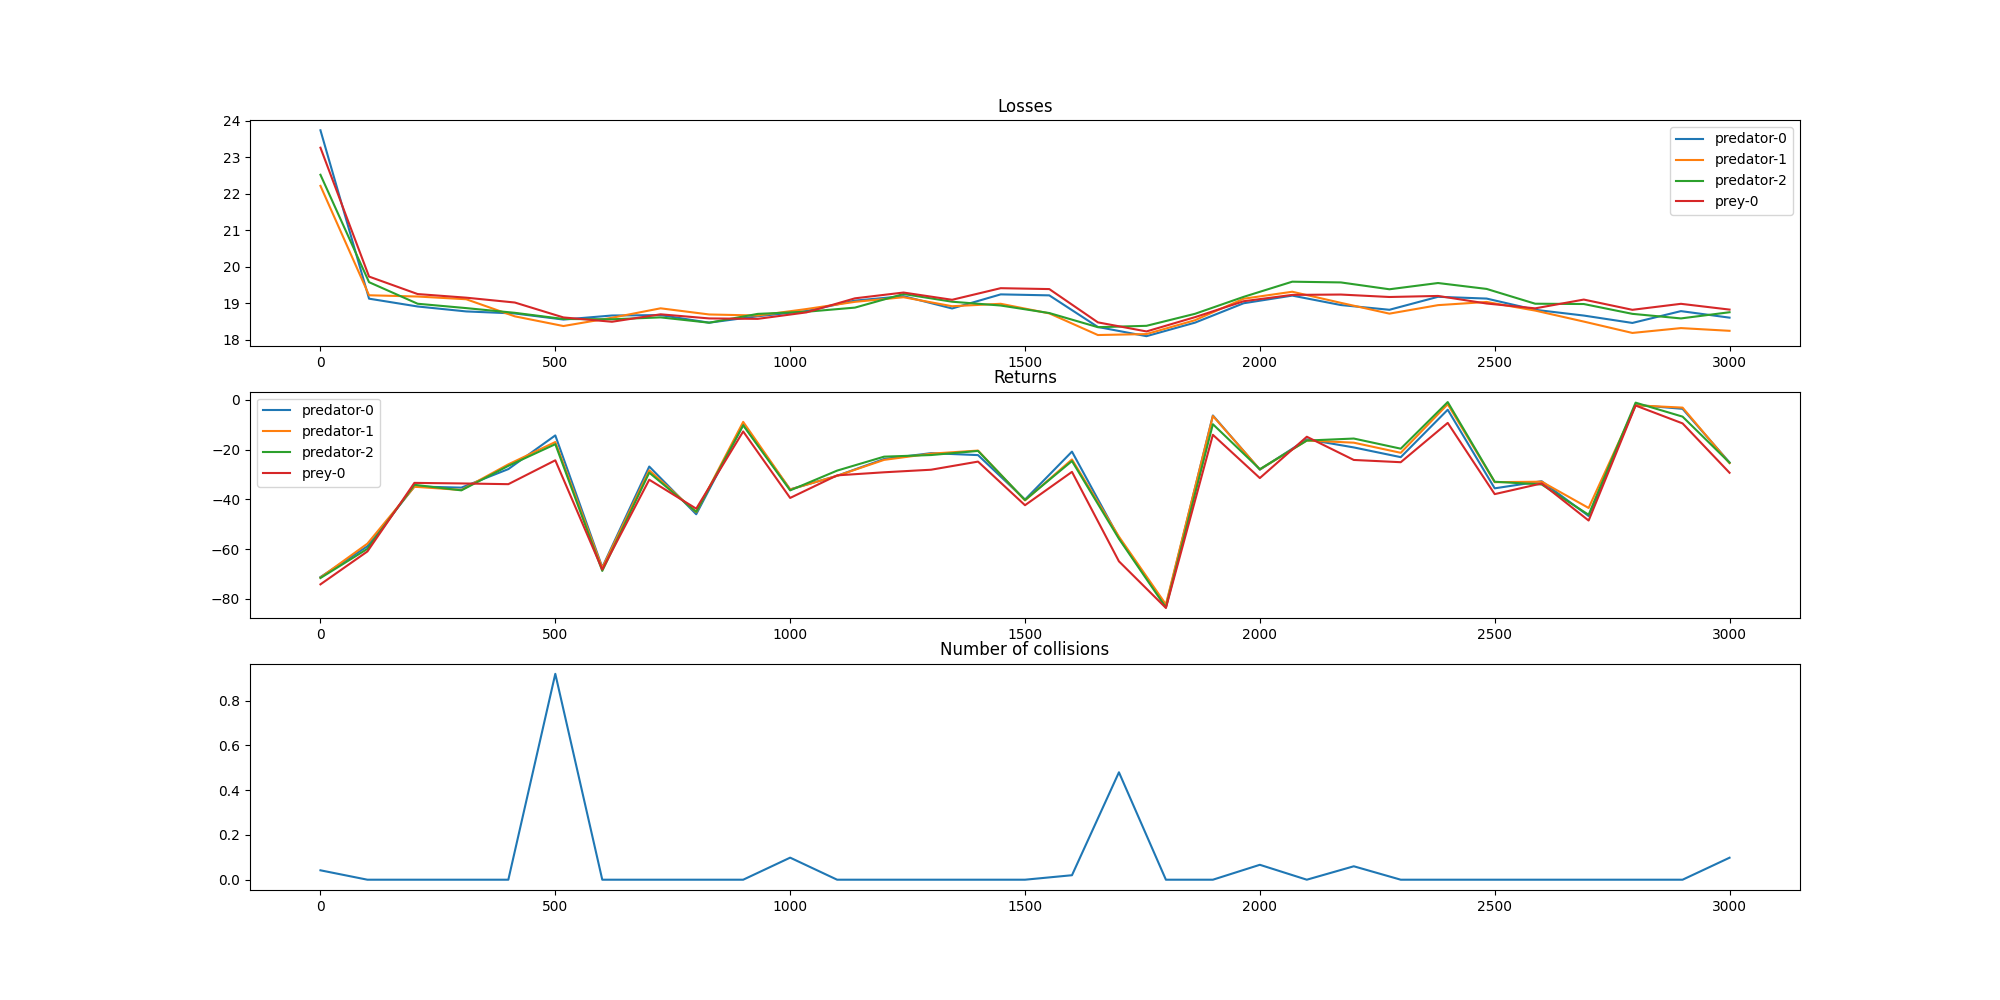 Losses
24
23
22
21
20
19
18
predator-0
predator-1
predator-2
prey-0
0 500 1000 1500 2000 2500 3000
Returns
0
−20
−40
−60
−80
predator-0
predator-1
predator-2
prey-0
0 500 1000 1500 2000 2500 3000
Number of collisions
0.8
0.6
0.4
0.2
0.0
0 500 1000 1500 2000 2500 3000